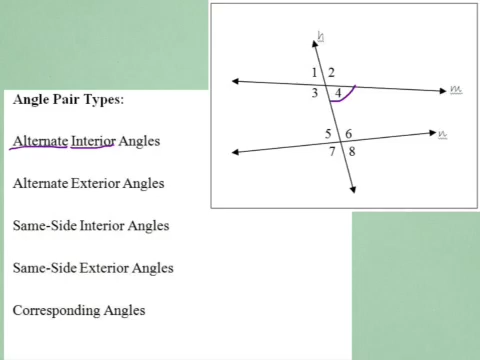 h
1 2
3 4
m
5 6
n
7 8
Angle Pair Types:
Alternate Interior Angles
Alternate Exterior Angles
Same-Side Interior Angles
Same-Side Exterior Angles
Corresponding Angles